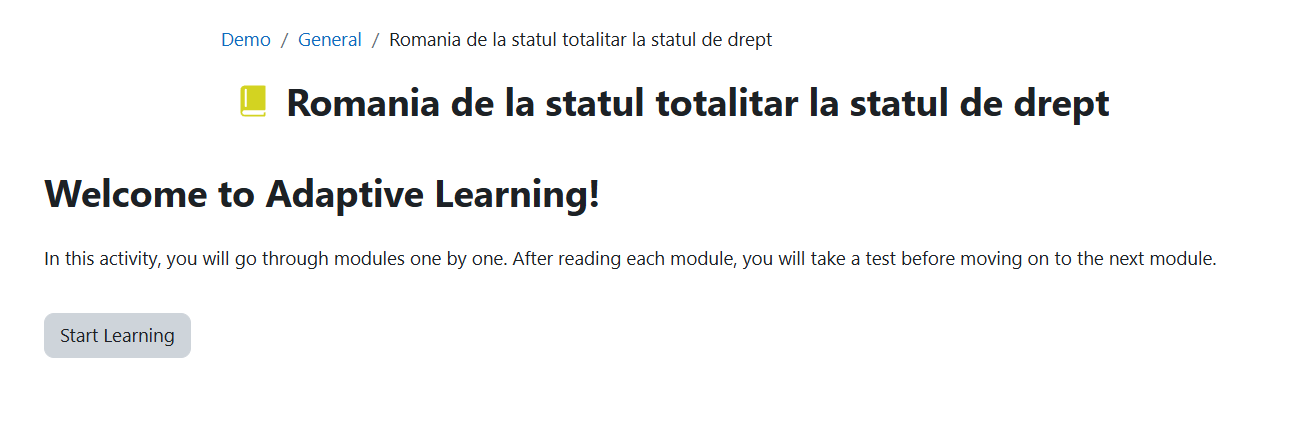 Demo / General / Romania de la statul totalitar la statul de drept
Romania de la statul totalitar la statul de drept
Welcome to Adaptive Learning!
In this activity, you will go through modules one by one. After reading each module, you will take a test before moving on to the next module.
Start Learning